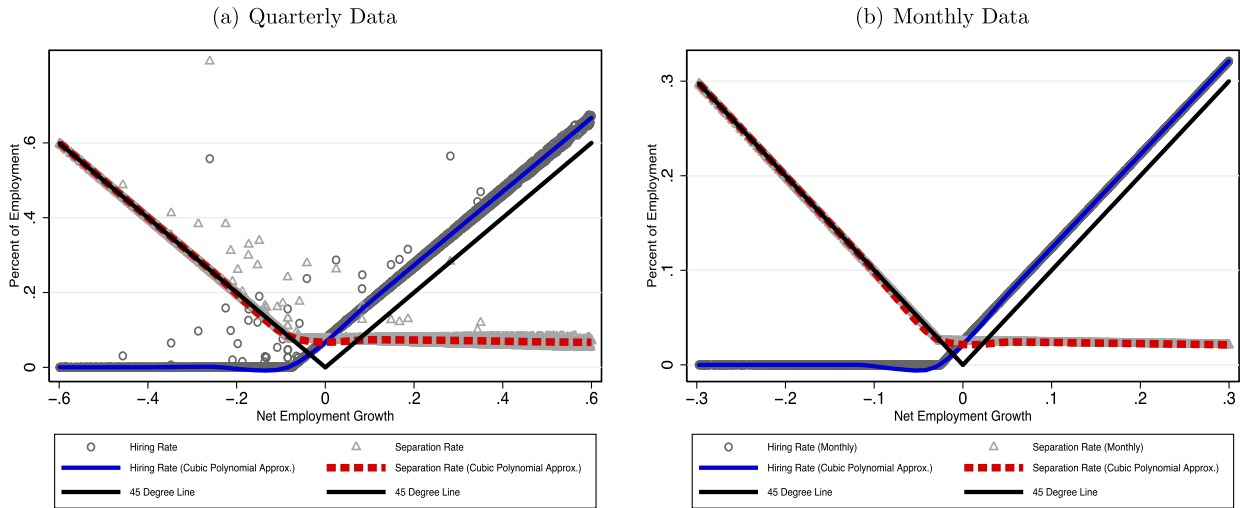 (a) Quarterly Data
Percent of Employment
.6
.4
.2
0
-.6
-.4
-.2
0
.2
.4
.6
Net Employment Growth
Hiring Rate
Separation Rate
Hiring Rate (Cubic Polynomial Approx.)
Separation Rate (Cubic Polynomial Approx.)
45 Degree Line
45 Degree Line
(b) Monthly Data
Percent of Employment
.3
.2
.1
0
-.3
-.2
-.1
0
.1
.2
.3
Net Employment Growth
Hiring Rate (Monthly)
Separation Rate (Monthly)
Hiring Rate (Cubic Polynomial Approx.)
Separation Rate (Cubic Polynomial Approx.)
45 Degree Line
45 Degree Line